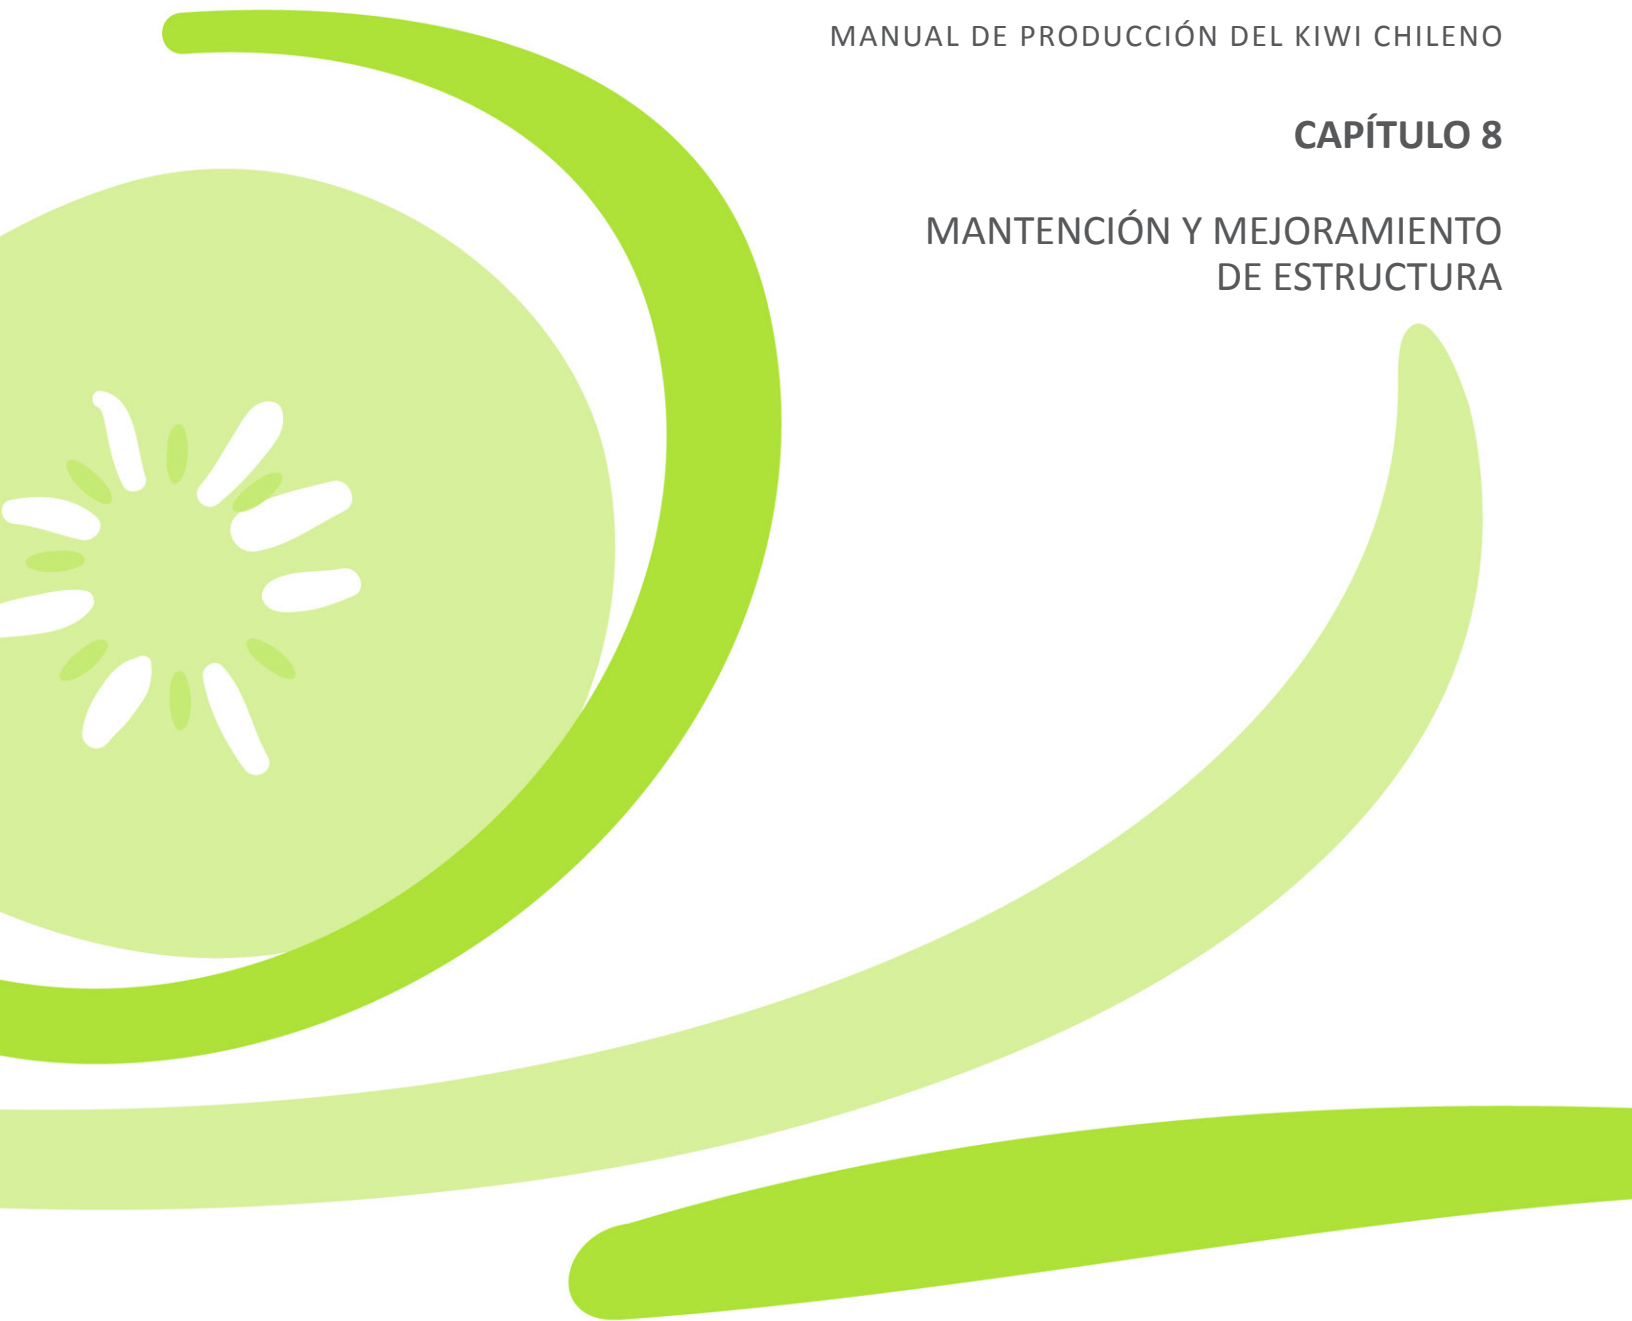 MANUAL DE PRODUCCIÓN DEL KIWI CHILENO
CAPÍTULO 8
MANTENCIÓN Y MEJORAMIENTO
DE ESTRUCTURA